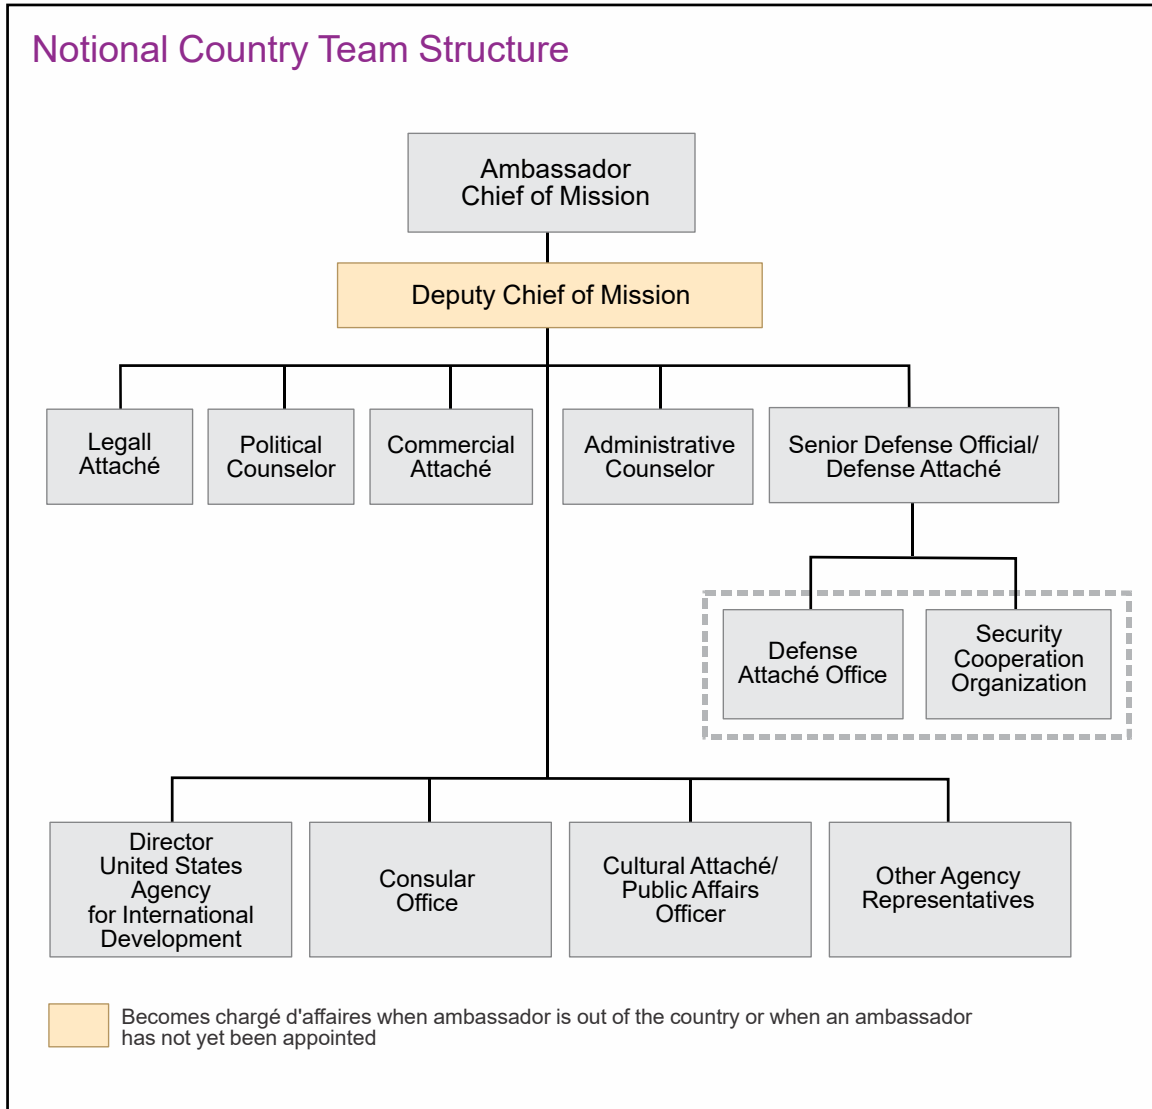 Notional Country Team Structure
Ambassador
Chief of Mission
Deputy Chief of Mission
Legall
Attaché
Political
Counselor
Commercial
Attaché
Administrative
Counselor
Senior Defense Official/
Defense Attaché
Defense
Attaché Office
Security
Cooperation
Organization
Director
United States
Agency
for International
Development
Consular
Office
Cultural Attaché/
Public Affairs
Officer
Other Agency
Representatives
Becomes chargé d'affaires when ambassador is out of the country or when an ambassador
has not yet been appointed